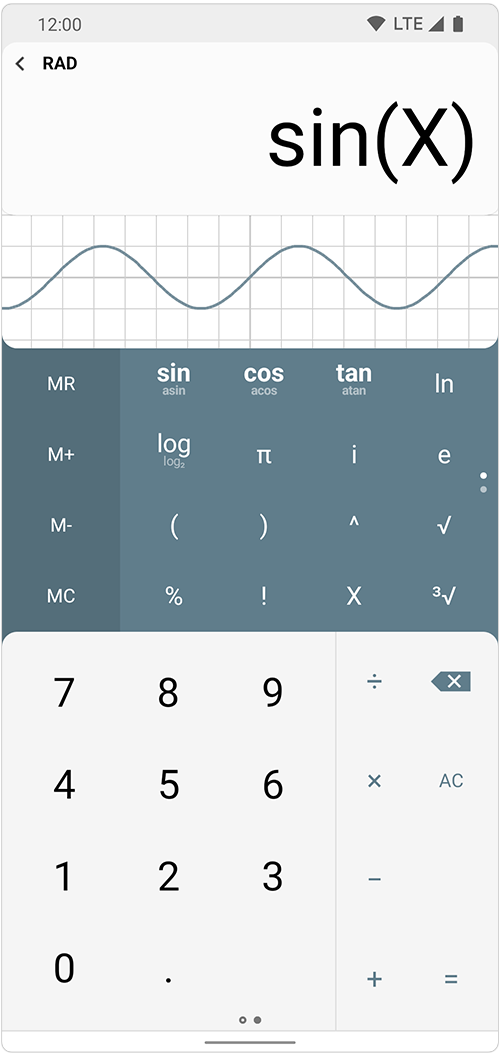 12:00 LTE
RAD
sin(X)
MR sin cos tan ln
asin acos atan
M+ log π i e
log₂
M- ( ) ^ √
MC % ! X ³√
7 8 9 ÷
4 5 6 × AC
1 2 3 −
0 . + =